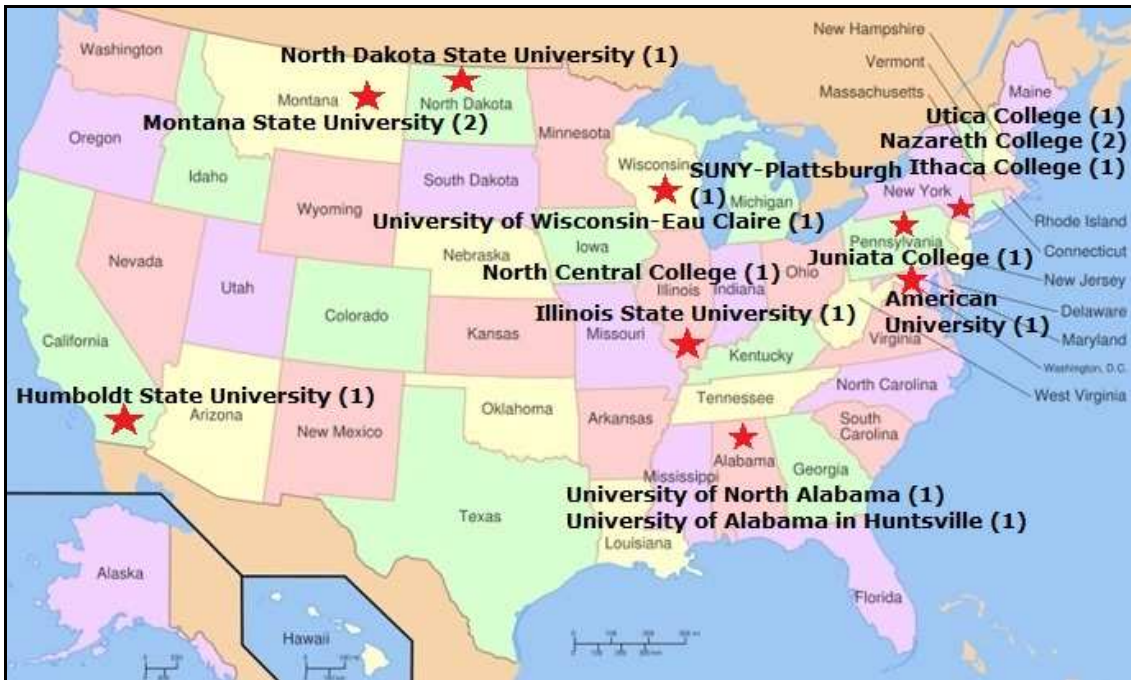 New Hampshire
Washington
North Dakota State University (1)
Vermont
Montana
North Dakota
Massachusetts
Maine
Montana State University (2)
Minnesota
Utica College (1)
Oregon
Nazareth College (2)
Idaho
South Dakota
Wisconsin
SUNY-Plattsburgh
(1)
Ithaca College (1)
New York
Michigan
Wyoming
University of Wisconsin-Eau Claire (1)
Rhode Island
Nebraska
Iowa
Pennsylvania
Connecticut
Nevada
Juniata College (1)
North Central College (1)
Ohio
New Jersey
Utah
Illinois
Indiana
American
University (1)
Delaware
Colorado
Illinois State University (1)
California
Kansas
Missouri
Virginia
Maryland
Kentucky
Washington, D.C.
North Carolina
West Virginia
Humboldt State University (1)
Tennessee
Arizona
Oklahoma
Arkansas
South
Carolina
New Mexico
Alabama
Georgia
Mississippi
University of North Alabama (1)
Texas
University of Alabama in Huntsville (1)
Louisiana
Alaska
Florida
Hawaii